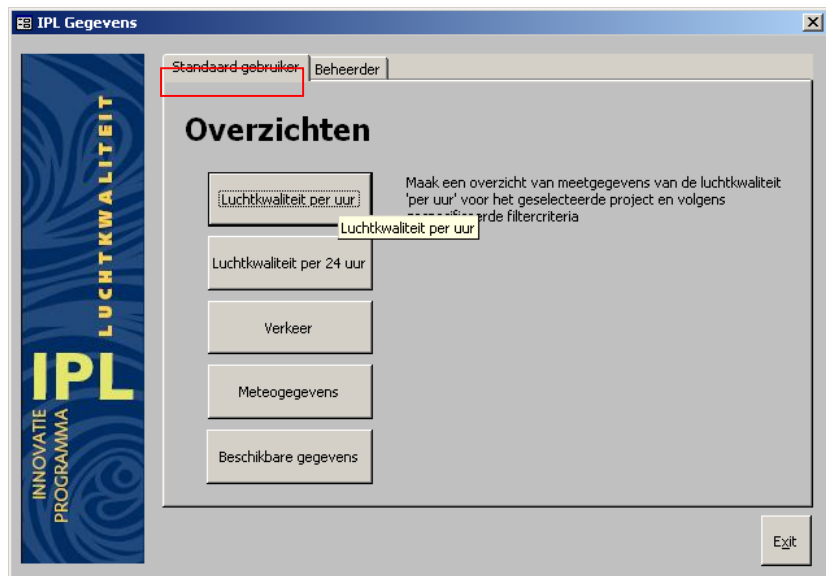 IPL Gegevens
Standaard gebruiker
Beheerder
LUCHTKWALITEIT
IPL
INNOVATIE
PROGRAMMA
Overzichten
Luchtkwaliteit per uur
Maak een overzicht van meetgegevens van de luchtkwaliteit
'per uur' voor het geselecteerde project en volgens
filtercriteria
Luchtkwaliteit per uur
Luchtkwaliteit per 24 uur
Verkeer
Meteogegevens
Beschikbare gegevens
Exit